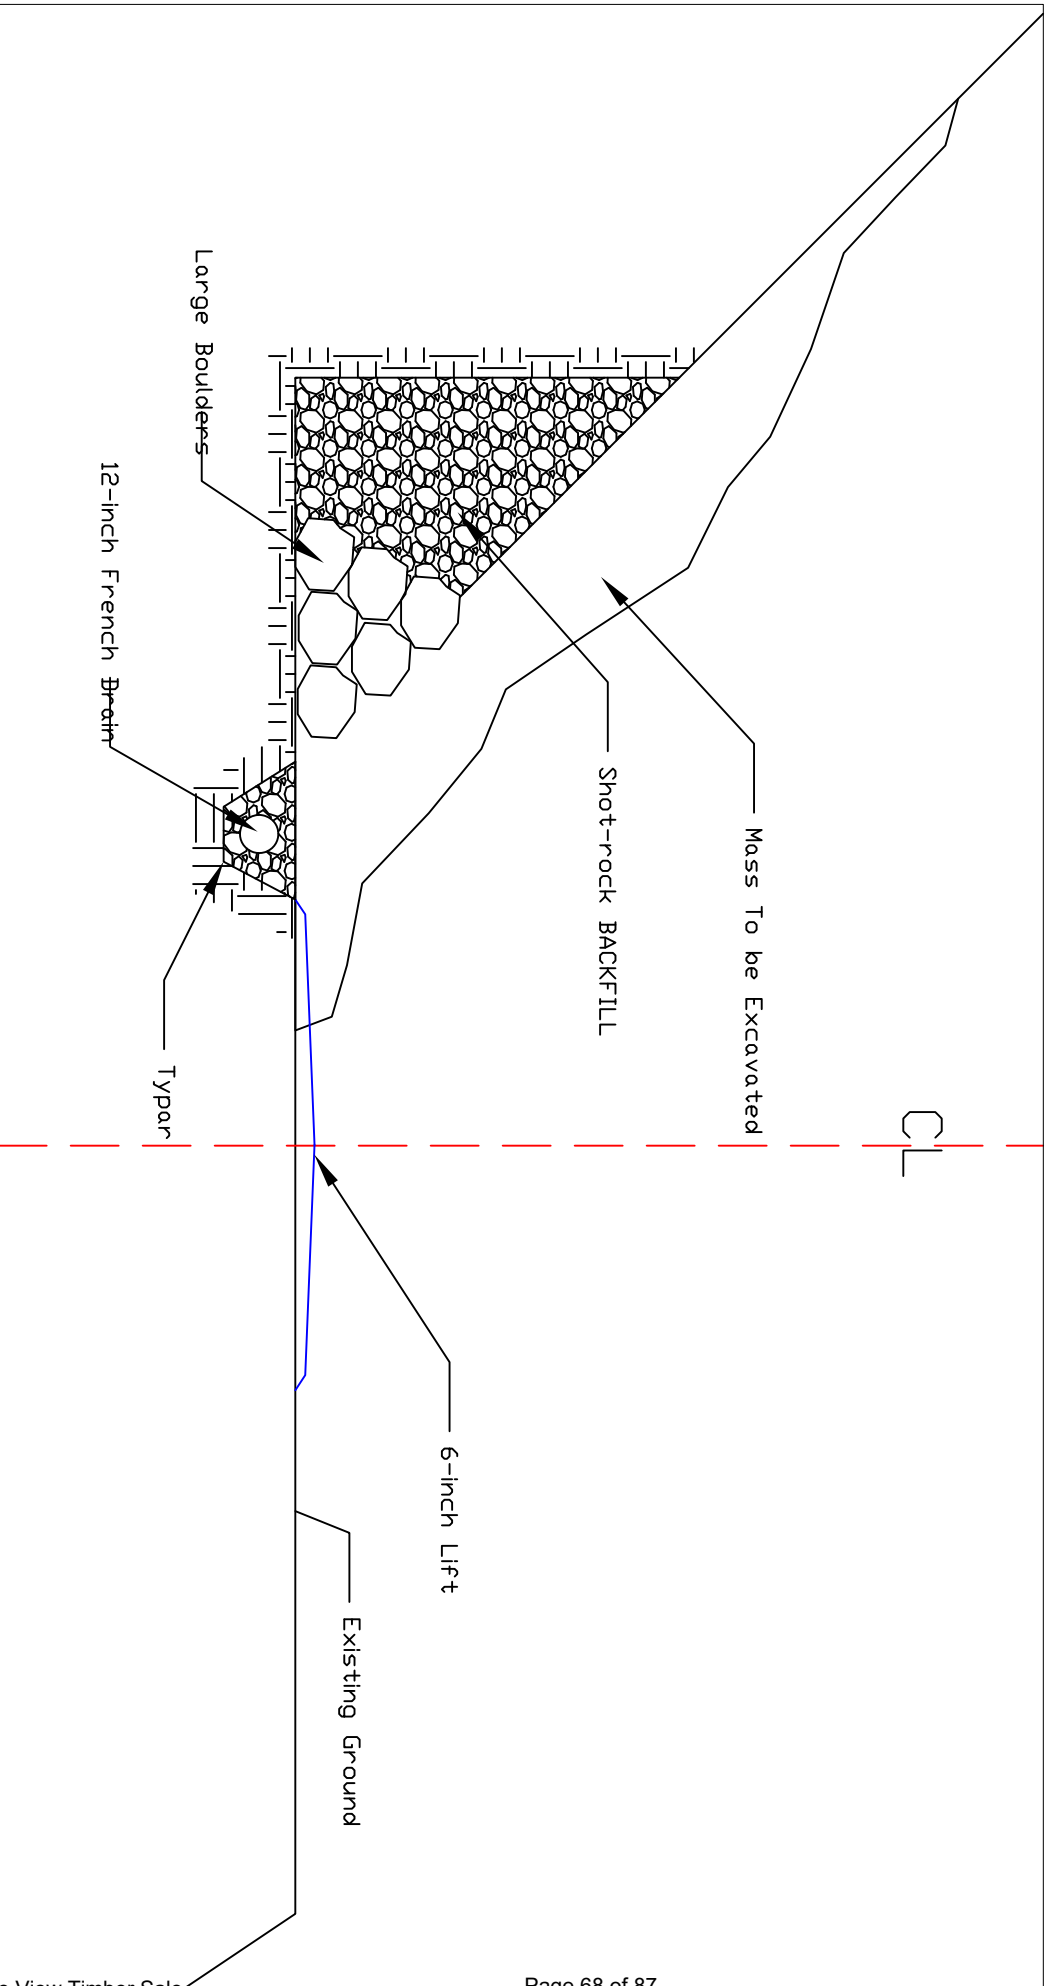 CL
Mass To be Excavated
Shot-rock BACKFILL
6-inch Lift
Existing Ground
Large Boulders
Typar
12-inch French Drain
View Timber Sale
Page 68 of 87